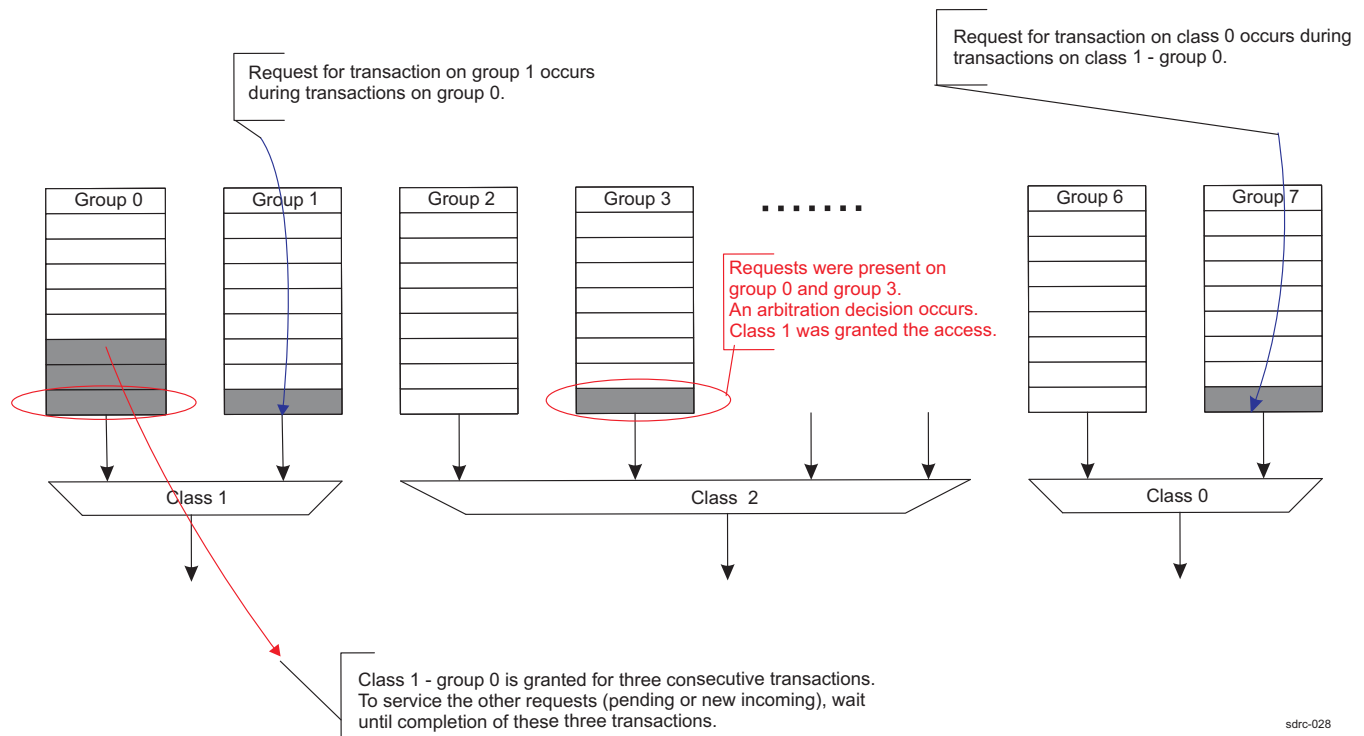 Request for transaction on group 1 occurs
during transactions on group 0.
Request for transaction on class 0 occurs during
transactions on class 1 - group 0.
Group 0
Group 1
Group 2
Group 3
.......
Group 6
Group 7
Requests were present on
group 0 and group 3.
An arbitration decision occurs.
Class 1 was granted the access.
Class 1
Class 2
Class 0
Class 1 - group 0 is granted for three consecutive transactions.
To service the other requests (pending or new incoming), wait
until completion of these three transactions.
sdrc-028